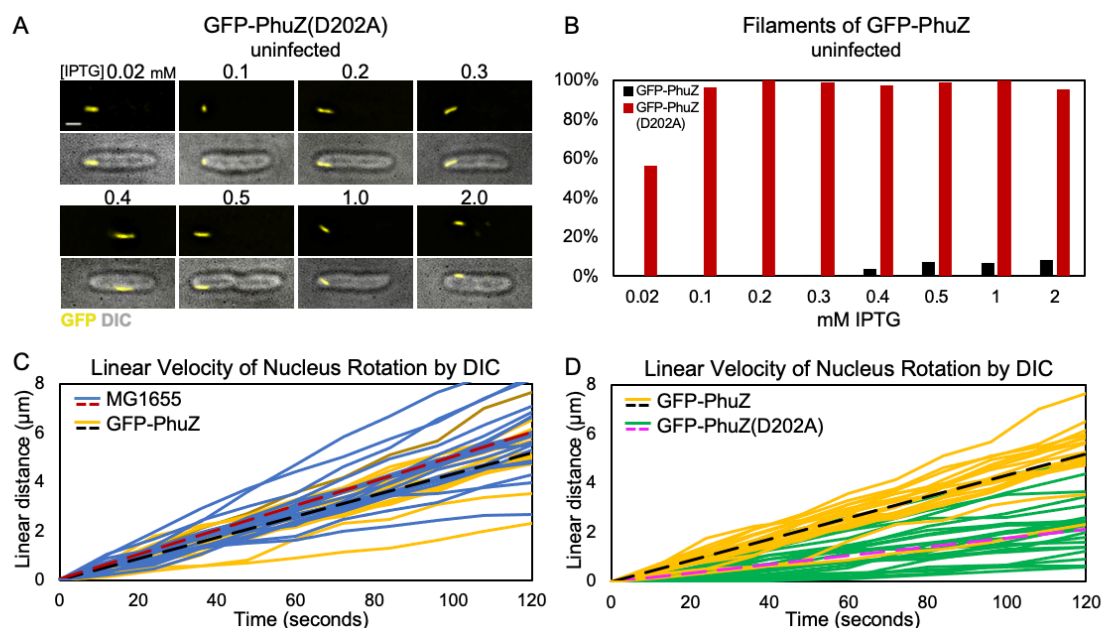 A
GFP-PhuZ(D202A)
uninfected
[IPTG] 0.02 mM 0.1 0.2 0.3
0.4 0.5 1.0 2.0
GFP DIC
B
Filaments of GFP-PhuZ
uninfected
100%
80%
60%
40%
20%
0%
GFP-PhuZ
GFP-PhuZ
(D202A)
0.02 0.1 0.2 0.3 0.4 0.5 1 2
mM IPTG
C
Linear Velocity of Nucleus Rotation by DIC
Linear distance (µm)
8
6
4
2
0
MG1655
GFP-PhuZ
0 20 40 60 80 100 120
Time (seconds)
D
Linear Velocity of Nucleus Rotation by DIC
Linear distance (µm)
8
6
4
2
0
GFP-PhuZ
GFP-PhuZ(D202A)
0 20 40 60 80 100 120
Time (seconds)